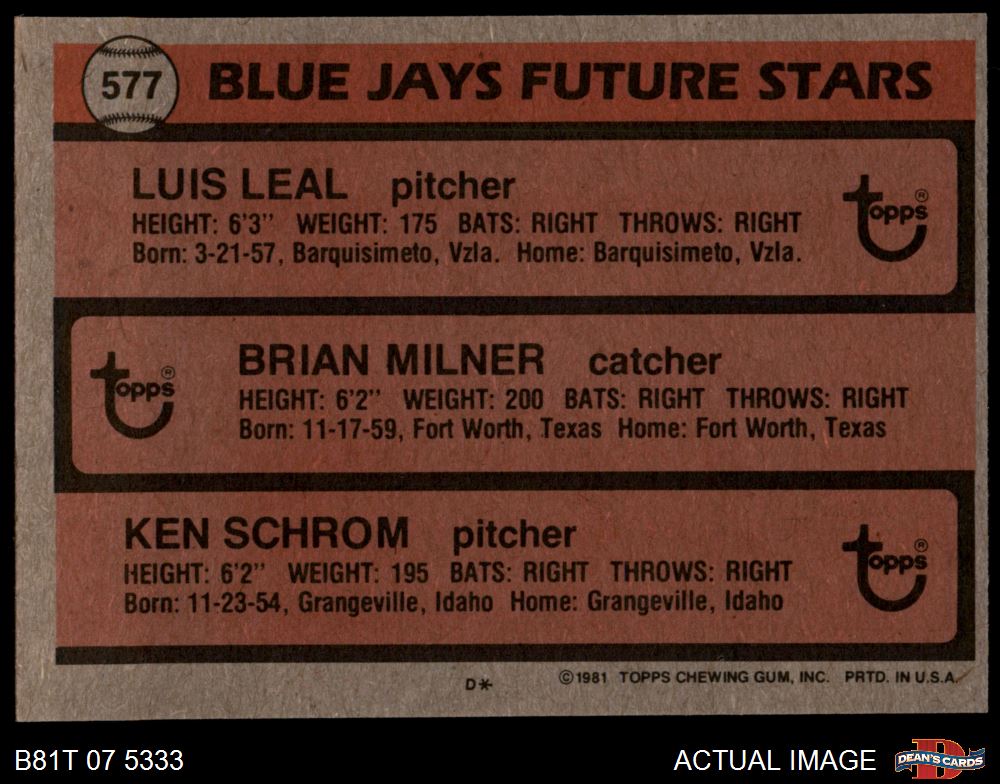 577 BLUE JAYS FUTURE STARS
LUIS LEAL pitcher
HEIGHT: 6'3" WEIGHT: 175 BATS: RIGHT THROWS: RIGHT
Born: 3-21-57, Barquisimeto, Vzla. Home: Barquisimeto, Vzla.
topps®
BRIAN MILNER catcher
HEIGHT: 6'2" WEIGHT: 200 BATS: RIGHT THROWS: RIGHT
Born: 11-17-59, Fort Worth, Texas Home: Fort Worth, Texas
topps®
KEN SCHROM pitcher
HEIGHT: 6'2" WEIGHT: 195 BATS: RIGHT THROWS: RIGHT
Born: 11-23-54, Grangeville, Idaho Home: Grangeville, Idaho
topps®
D* ©1981 TOPPS CHEWING GUM, INC. PRTD. IN U.S.A.
B81T 07 5333 ACTUAL IMAGE D DEAN'S CARDS